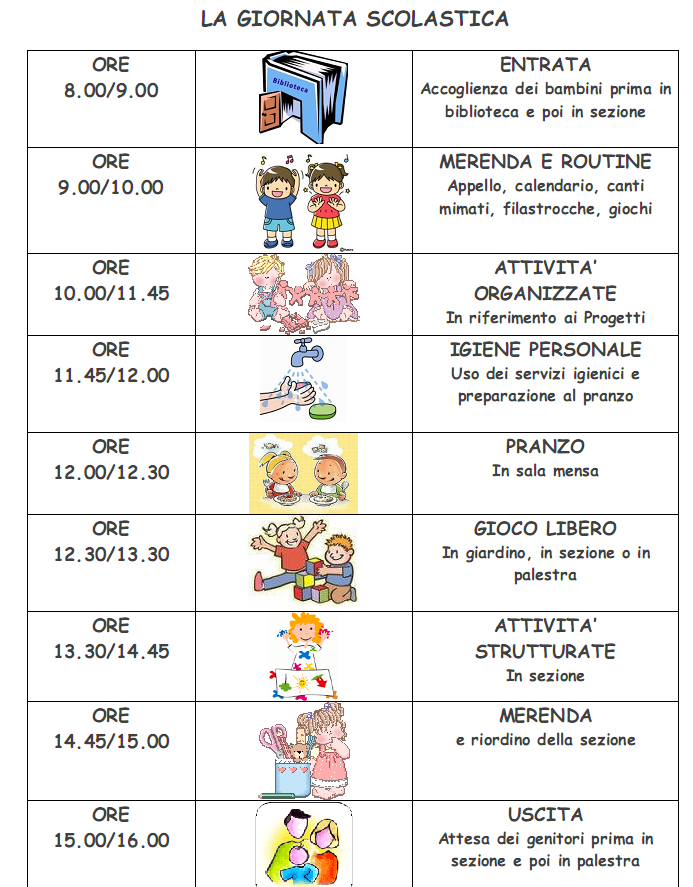 LA GIORNATA SCOLASTICA
ORE
8.00/9.00
Biblioteca
ENTRATA
Accoglienza dei bambini prima in
biblioteca e poi in sezione
ORE
9.00/10.00
MERENDA E ROUTINE
Appello, calendario, canti
mimati, filastrocche, giochi
ORE
10.00/11.45
ATTIVITA’
ORGANIZZATE
In riferimento ai Progetti
ORE
11.45/12.00
IGIENE PERSONALE
Uso dei servizi igienici e
preparazione al pranzo
ORE
12.00/12.30
PRANZO
In sala mensa
ORE
12.30/13.30
GIOCO LIBERO
In giardino, in sezione o in
palestra
ORE
13.30/14.45
ATTIVITA’
STRUTTURATE
In sezione
ORE
14.45/15.00
MERENDA
e riordino della sezione
ORE
15.00/16.00
USCITA
Attesa dei genitori prima in
sezione e poi in palestra